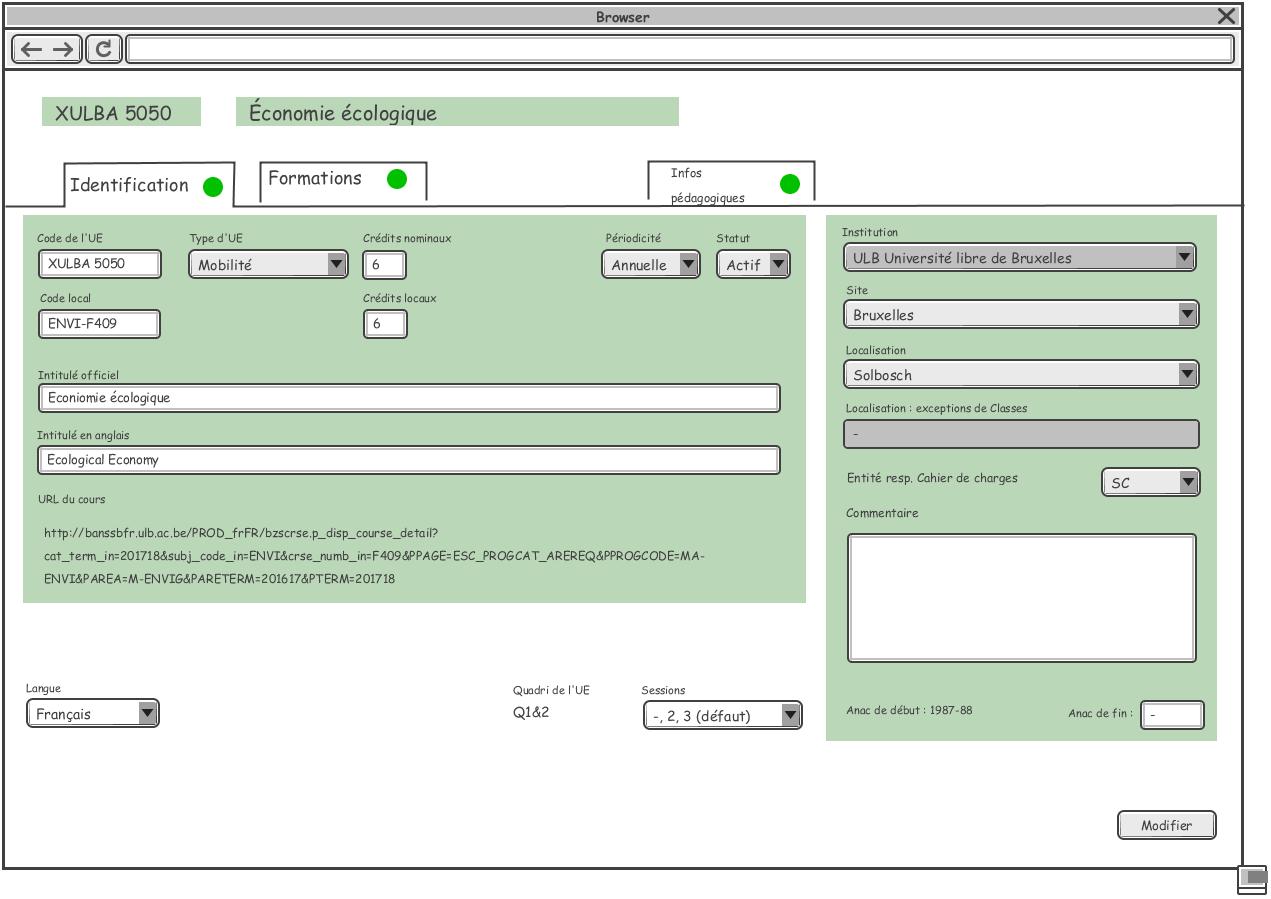 Browser
XULBA 5050
Économie écologique
Identification
Formations
Infos
pédagogiques
Code de l'UE
Type d'UE
Crédits nominaux
Périodicité
Statut
XULBA 5050
Mobilité
6
Annuelle
Actif
Code local
Crédits locaux
ENVI-F409
6
Intitulé officiel
Econiomie écologique
Intitulé en anglais
Ecological Economy
URL du cours
http://banssbfr.ulb.ac.be/PROD_frFR/bzscrse.p_disp_course_detail?
cat_term_in=201718&subj_code_in=ENVI&crse_numb_in=F409&PPAGE=ESC_PROGCAT_AREREQ&PPROGCODE=MA-
ENVI&PAREA=M-ENVIG&PARETERM=201617&PTERM=201718
Langue
Français
Quadri de l'UE
Q1&2
Sessions
-, 2, 3 (défaut)
Institution
ULB Université libre de Bruxelles
Site
Bruxelles
Localisation
Solbosch
Localisation : exceptions de Classes
-
Entité resp. Cahier de charges
SC
Commentaire
Anac de début : 1987-88
Anac de fin :
-
Modifier